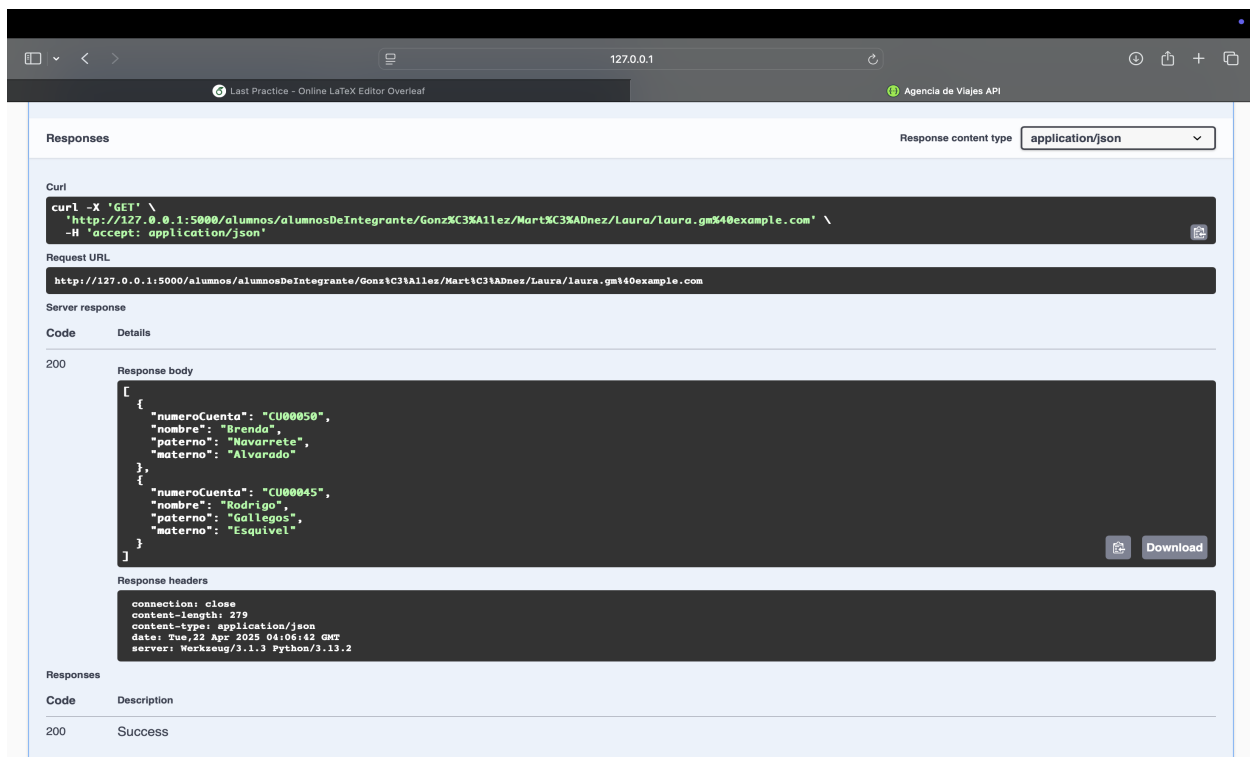 127.0.0.1
Last Practice - Online LaTeX Editor Overleaf
Agencia de Viajes API
Responses
Response content type
application/json
Curl
curl -X 'GET' \
'http://127.0.0.1:5000/alumnos/alumnosDeIntegrante/Gonz%C3%A1lez/Mart%C3%ADnez/Laura/laura.gm%40example.com' \
-H 'accept: application/json'
Request URL
http://127.0.0.1:5000/alumnos/alumnosDeIntegrante/Gonz%C3%A1lez/Mart%C3%ADnez/Laura/laura.gm%40example.com
Server response
Code Details
200
Response body
[
{
"numeroCuenta": "CU00050",
"nombre": "Brenda",
"paterno": "Navarrete",
"materno": "Alvarado"
},
{
"numeroCuenta": "CU00045",
"nombre": "Rodrigo",
"paterno": "Gallegos",
"materno": "Esquivel"
}
]
Download
Response headers
connection: close
content-length: 279
content-type: application/json
date: Tue,22 Apr 2025 04:06:42 GMT
server: Werkzeug/3.1.3 Python/3.13.2
Responses
Code Description
200 Success